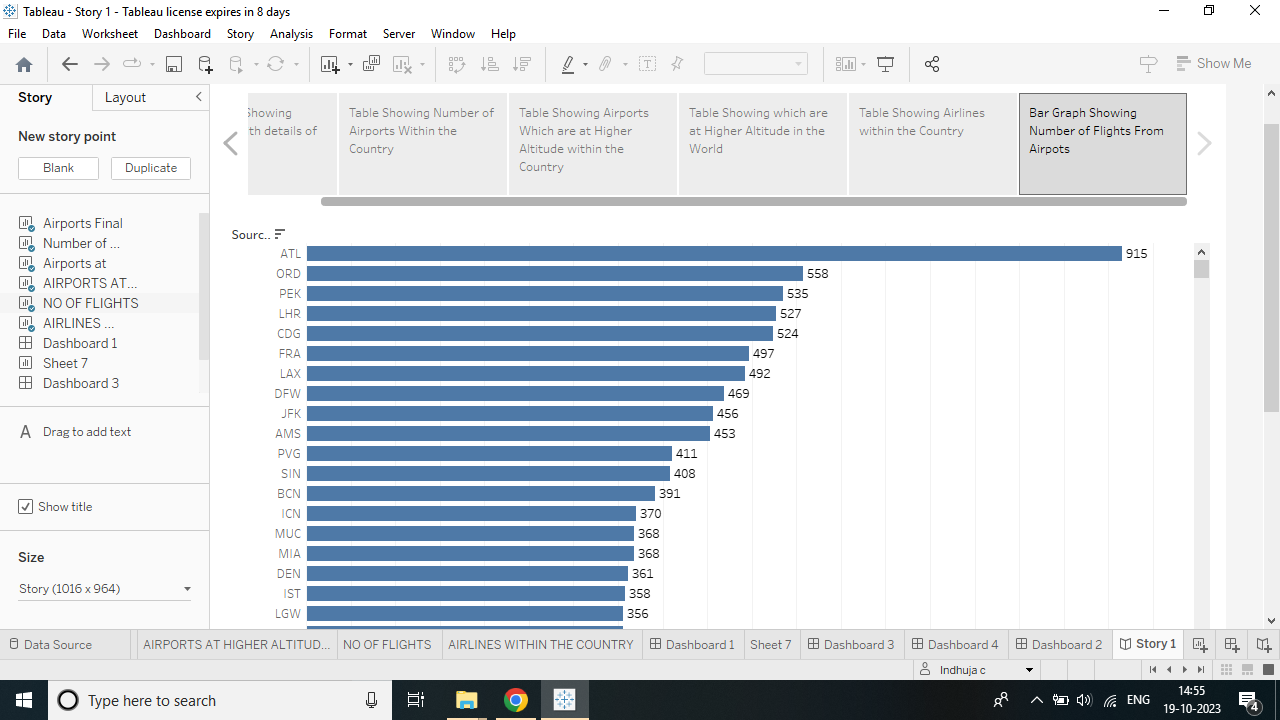 Tableau - Story 1 - Tableau license expires in 8 days
File Data Worksheet Dashboard Story Analysis Format Server Window Help
Show Me
Story Layout
New story point
Blank Duplicate
Airports Final
Number of ...
Airports at
AIRPORTS AT...
NO OF FLIGHTS
AIRLINES ...
Dashboard 1
Sheet 7
Dashboard 3
A Drag to add text
Show title
Size
Story (1016 x 964)
Showing
th details of
Table Showing Number of
Airports Within the
Country
Table Showing Airports
Which are at Higher
Altitude within the
Country
Table Showing which are
at Higher Altitude in the
World
Table Showing Airlines
within the Country
Bar Graph Showing
Number of Flights From
Airpots
Sourc..
ATL 915
ORD 558
PEK 535
LHR 527
CDG 524
FRA 497
LAX 492
DFW 469
JFK 456
AMS 453
PVG 411
SIN 408
BCN 391
ICN 370
MUC 368
MIA 368
DEN 361
IST 358
LGW 356
Data Source AIRPORTS AT HIGHER ALTITUD... NO OF FLIGHTS AIRLINES WITHIN THE COUNTRY Dashboard 1 Sheet 7 Dashboard 3 Dashboard 4 Dashboard 2 Story 1
Indhuja c
Type here to search
ENG
14:55
19-10-2023
4